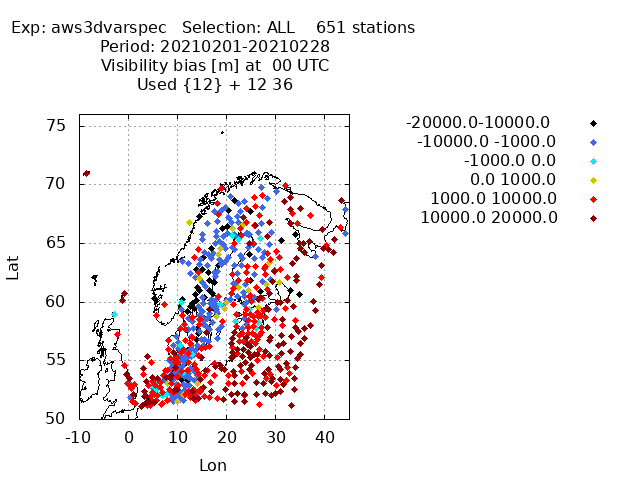 Exp: aws3dvarspec   Selection: ALL    651 stations
Period: 20210201-20210228
Visibility bias [m] at  00 UTC
Used {12} + 12 36
-20000.0-10000.0
-10000.0 -1000.0
-1000.0 0.0
0.0 1000.0
1000.0 10000.0
10000.0 20000.0
75
70
65
60
55
50
Lat
-10 0 10 20 30 40
Lon